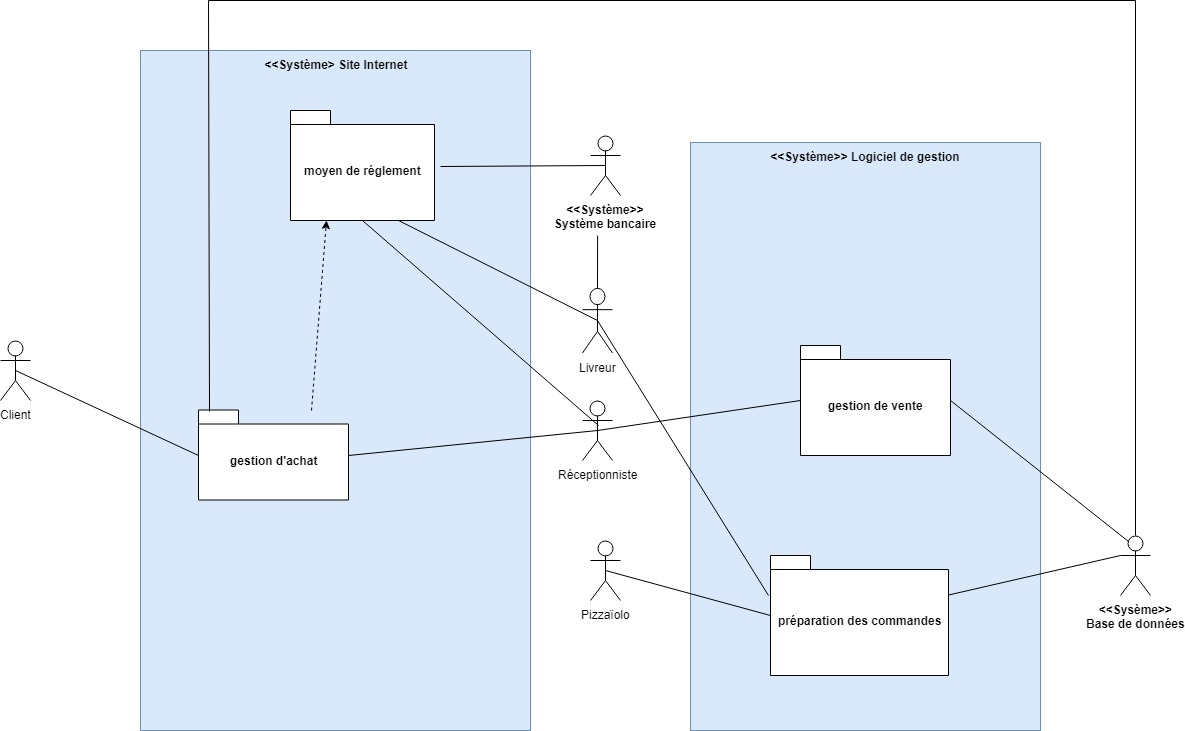 <<Système> Site Internet
moyen de réglement
<<Système>>
Système bancaire
<<Système>> Logiciel de gestion
Livreur
Client
gestion d'achat
Réceptionniste
gestion de vente
Pizzaïolo
préparation des commandes
<<Sysème>>
Base de données